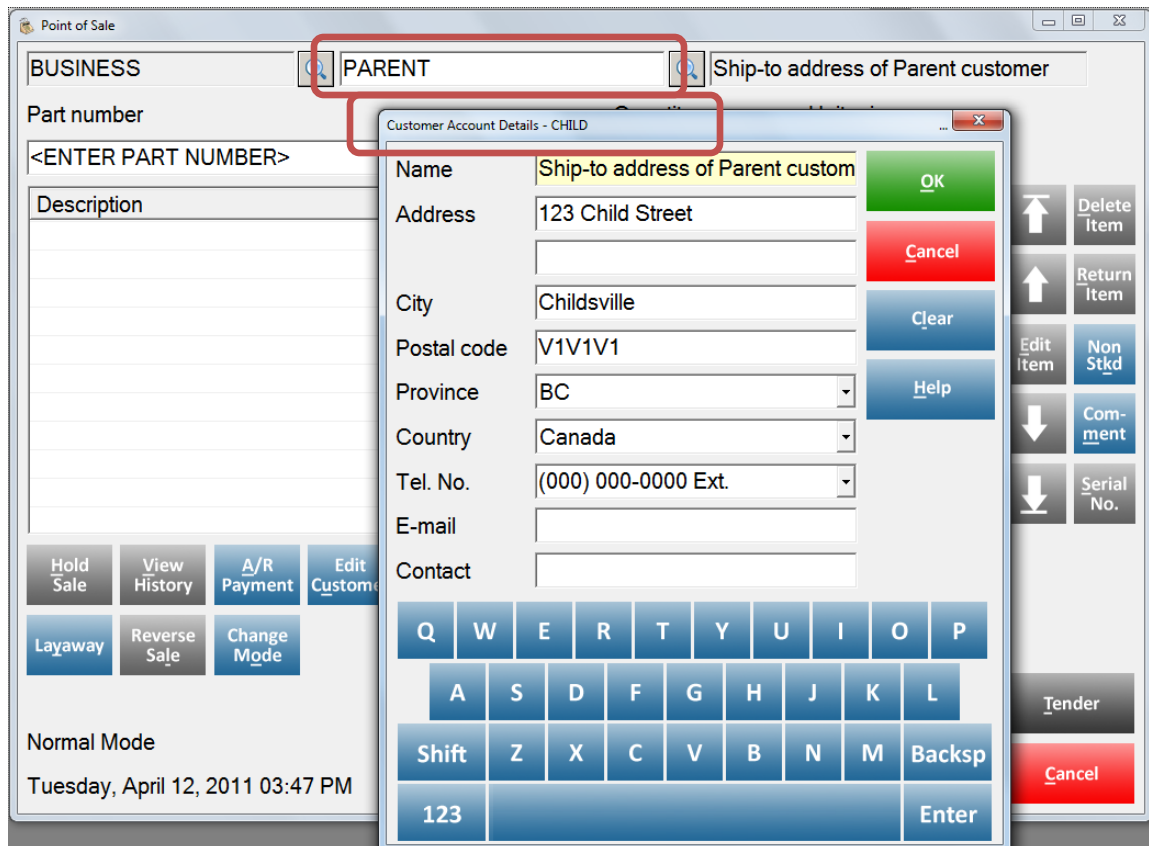 Point of Sale
BUSINESS PARENT Ship-to address of Parent customer
Part number
<ENTER PART NUMBER>
Description
Customer Account Details - CHILD
Name Ship-to address of Parent custom
Address 123 Child Street
City Childsville
Postal code V1V1V1
Province BC
Country Canada
Tel. No. (000) 000-0000 Ext.
E-mail
Contact
OK
Cancel
Clear
Help
Delete
Item
Return
Item
Edit
Item
Non
Stkd
Com-
ment
Serial
No.
Hold
Sale
View
History
A/R
Payment
Edit
Layaway
Reverse
Sale
Change
Mode
Q W E R T Y U I O P
A S D F G H J K L
Shift Z X C V B N M Backsp
123 Enter
Normal Mode
Tuesday, April 12, 2011 03:47 PM
Tender
Cancel